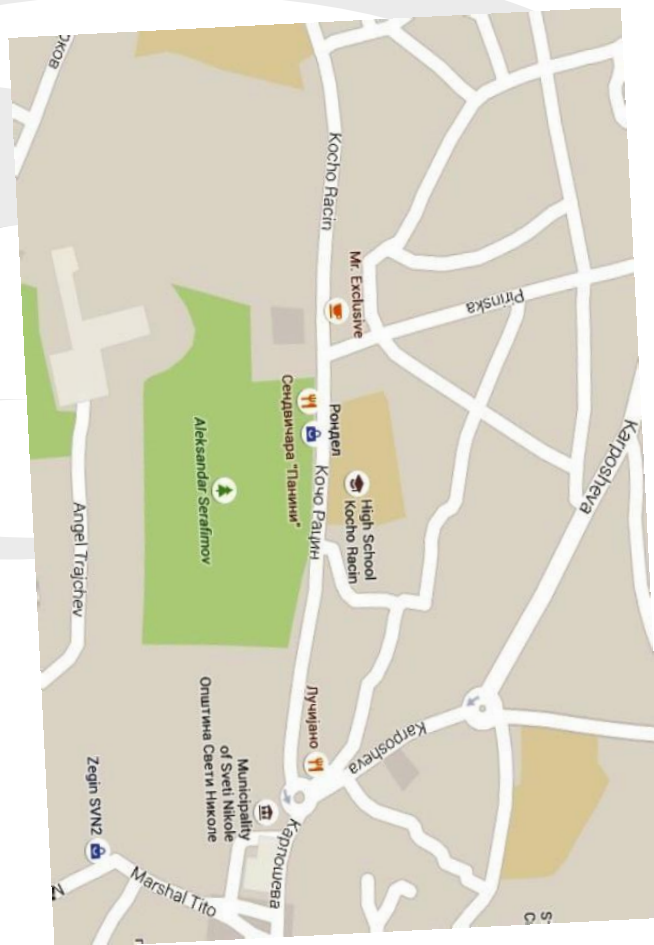 Kocho Racin
Mr. Exclusive
Pirinska
Karposheva
Рондел
Сендвичара "Панини"
High School
Kocho Racin
Кочо Рацин
Aleksandar Serafimov
Angel Trajchev
Лучијано
Karposheva
Municipality
of Sveti Nikole
Општина Свети Николе
Карпошева
Zegin SVN2
Marshal Tito